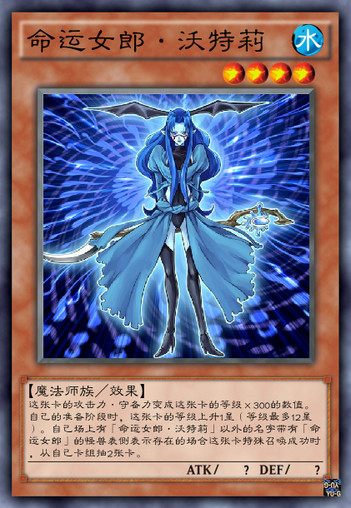 命运女郎·沃特莉
水
【魔法师族/效果】
这张卡的攻击力·守备力变成这张卡的等级×300的数值。
自己的准备阶段时,这张卡的等级上升1星(等级最多12星
)。自己场上有「命运女郎·沃特莉」以外的名字带有「命
运女郎」的怪兽表侧表示存在的场合这张卡特殊召唤成功时
,从自己卡组抽2张卡。
ATK/ ? DEF/ ?
YU-G